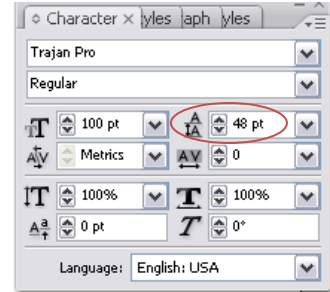 Character × yles aph yles
Trajan Pro
Regular
100 pt 48 pt
Metrics 0
100% 100%
0 pt 0°
Language: English: USA